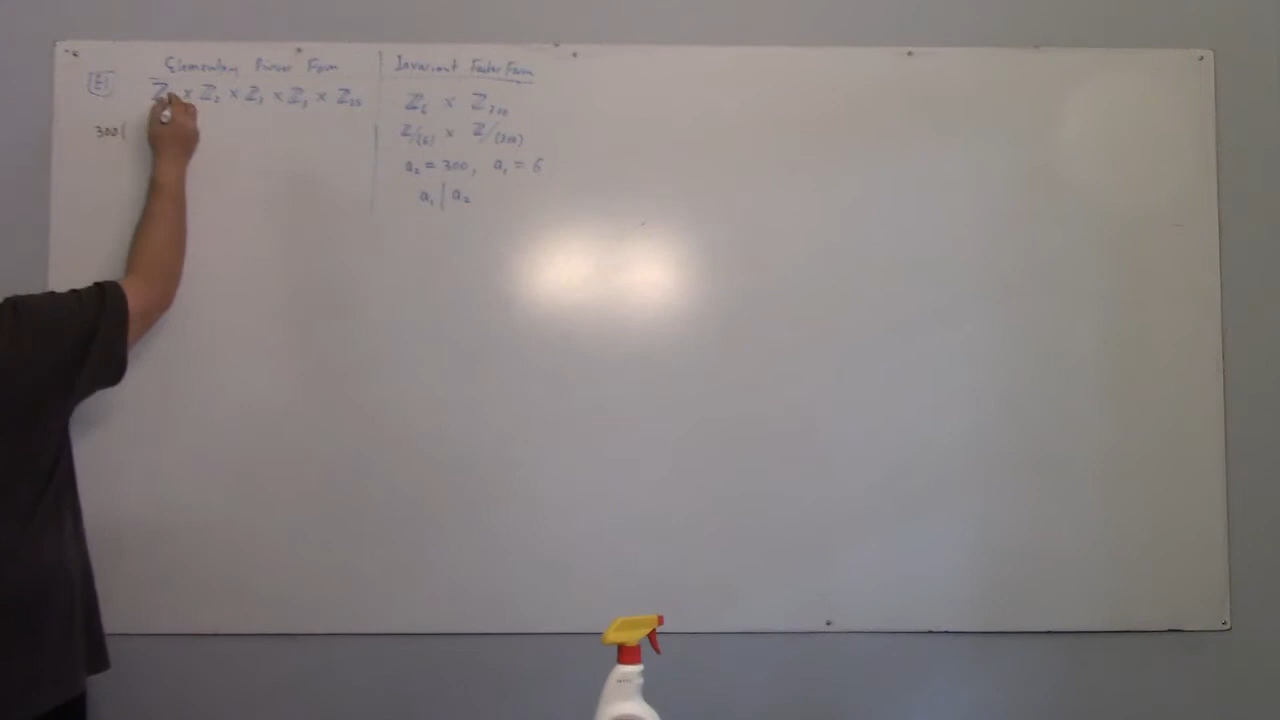 Elementary Divisor Form
E1
ℤ × ℤ₂ × ℤ₃ × ℤ₃ × ℤ₂₅
300(
Invariant Factor Form
ℤ₆ × ℤ₃₀₀
ℤ/(6) × ℤ/(300)
a₂ = 300, a₁ = 6
a₁ | a₂